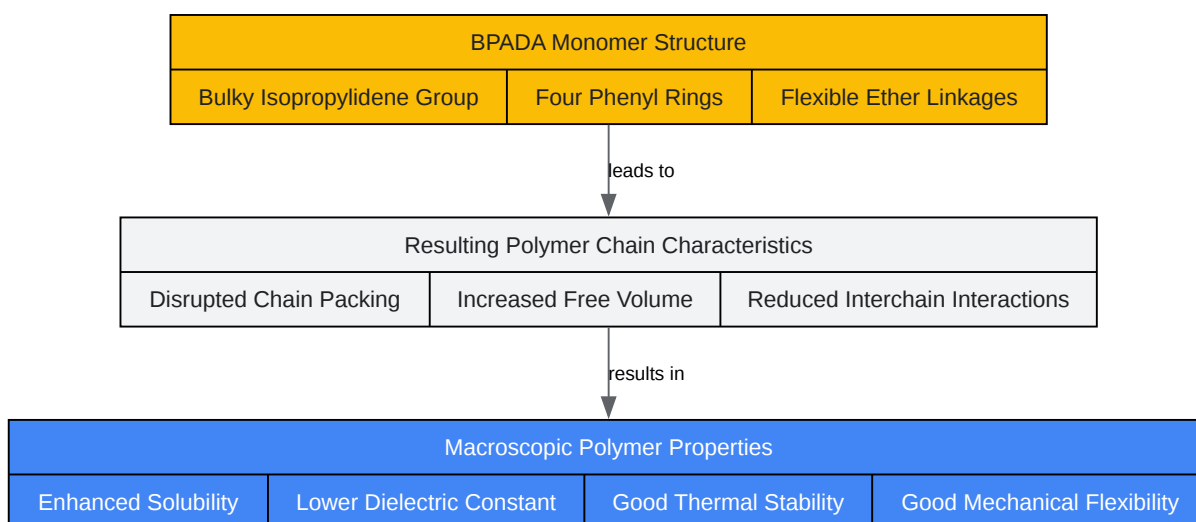 BPADA Monomer Structure
Bulky Isopropylidene Group Four Phenyl Rings Flexible Ether Linkages
leads to
Resulting Polymer Chain Characteristics
Disrupted Chain Packing Increased Free Volume Reduced Interchain Interactions
results in
Macroscopic Polymer Properties
Enhanced Solubility Lower Dielectric Constant Good Thermal Stability Good Mechanical Flexibility